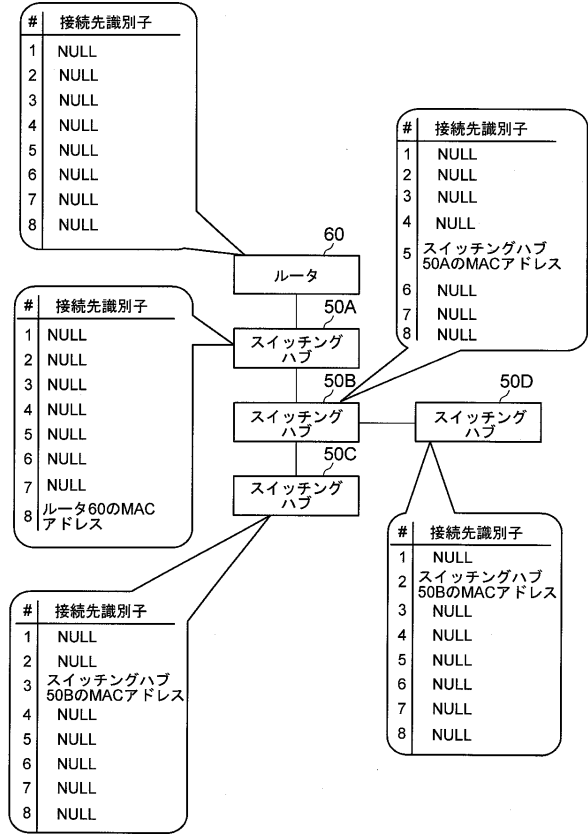 # 接続先識別子
1 NULL
2 NULL
3 NULL
4 NULL
5 NULL
6 NULL
7 NULL
8 NULL
# 接続先識別子
1 NULL
2 NULL
3 NULL
4 NULL
5 スイッチングハブ
50AのMACアドレス
6 NULL
7 NULL
8 NULL
60
ルータ
50A
スイッチング
ハブ
50B
スイッチング
ハブ
50D
スイッチング
ハブ
50C
スイッチング
ハブ
# 接続先識別子
1 NULL
2 NULL
3 NULL
4 NULL
5 NULL
6 NULL
7 NULL
8 ルータ60のMAC
アドレス
# 接続先識別子
1 NULL
2 スイッチングハブ
50BのMACアドレス
3 NULL
4 NULL
5 NULL
6 NULL
7 NULL
8 NULL
# 接続先識別子
1 NULL
2 NULL
3 スイッチングハブ
50BのMACアドレス
4 NULL
5 NULL
6 NULL
7 NULL
8 NULL